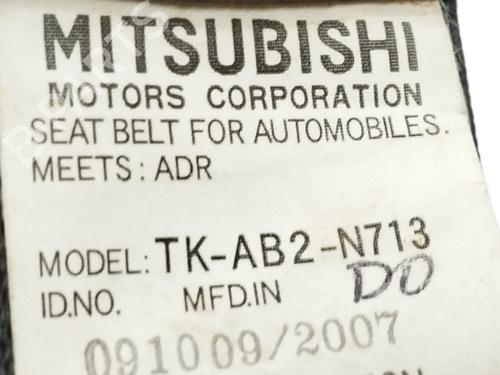 MITSUBISHI
MOTORS CORPORATION
SEAT BELT FOR AUTOMOBILES.
MEETS: ADR
MODEL: TK-AB2-N713
ID.NO. MFD.IN DO
091009/2007